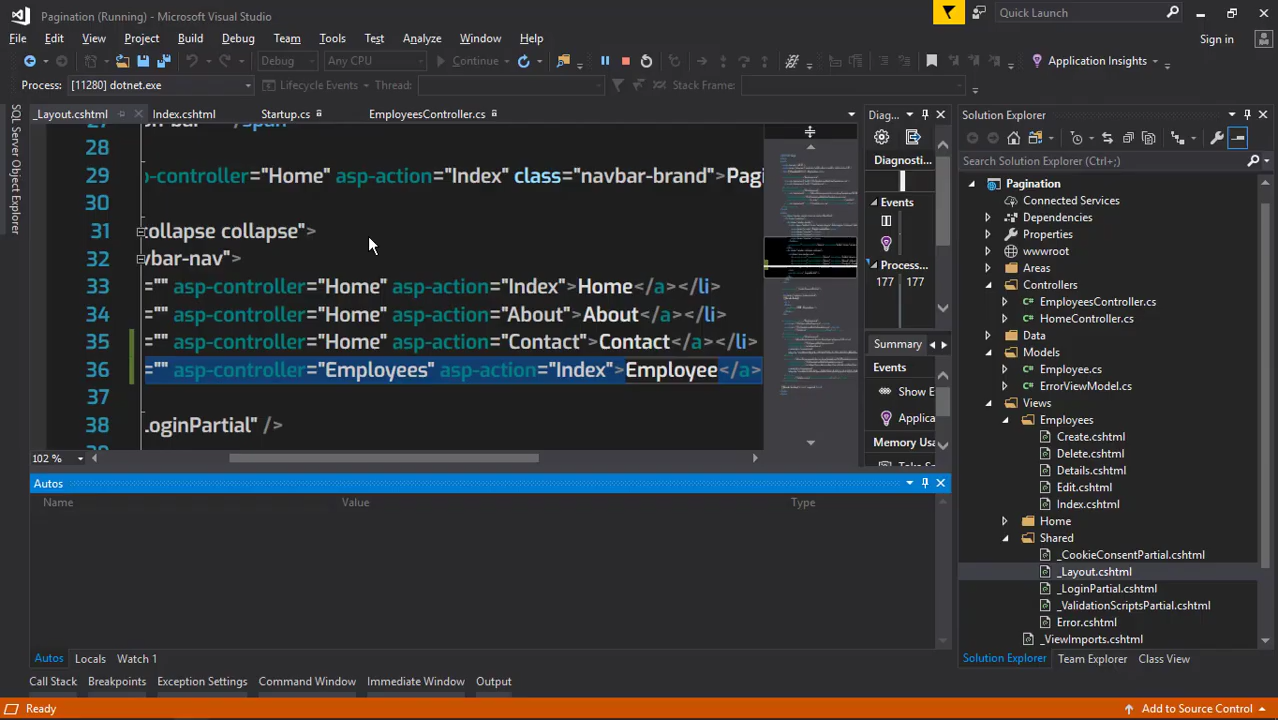 Pagination (Running) - Microsoft Visual Studio
Quick Launch
File Edit View Project Build Debug Team Tools Test Analyze Window Help
Sign in
Debug Any CPU Continue Application Insights
Process: [11280] dotnet.exe Lifecycle Events Thread: Stack Frame:
SQL Server Object Explorer
_Layout.cshtml Index.cshtml Startup.cs EmployeesController.cs
28
29 p-controller="Home" asp-action="Index" class="navbar-brand">Pagi
30
31 ollapse collapse">
32 vbar-nav">
33 ="" asp-controller="Home" asp-action="Index">Home</a></li>
34 ="" asp-controller="Home" asp-action="About">About</a></li>
35 ="" asp-controller="Home" asp-action="Contact">Contact</a></li>
36 ="" asp-controller="Employees" asp-action="Index">Employee</a>
37
38 LoginPartial" />
102 %
Diag...
Diagnosti
Events
Process...
177 177
Summary
Events
Show E
Applica
Memory Usa
Solution Explorer
Search Solution Explorer (Ctrl+;)
Pagination
Connected Services
Dependencies
Properties
wwwroot
Areas
Controllers
EmployeesController.cs
HomeController.cs
Data
Models
Employee.cs
ErrorViewModel.cs
Views
Employees
Create.cshtml
Delete.cshtml
Details.cshtml
Edit.cshtml
Index.cshtml
Home
Shared
_CookieConsentPartial.cshtml
_Layout.cshtml
_LoginPartial.cshtml
_ValidationScriptsPartial.cshtml
Error.cshtml
_ViewImports.cshtml
Solution Explorer Team Explorer Class View
Autos
Name Value Type
Autos Locals Watch 1
Call Stack Breakpoints Exception Settings Command Window Immediate Window Output
Ready
Add to Source Control